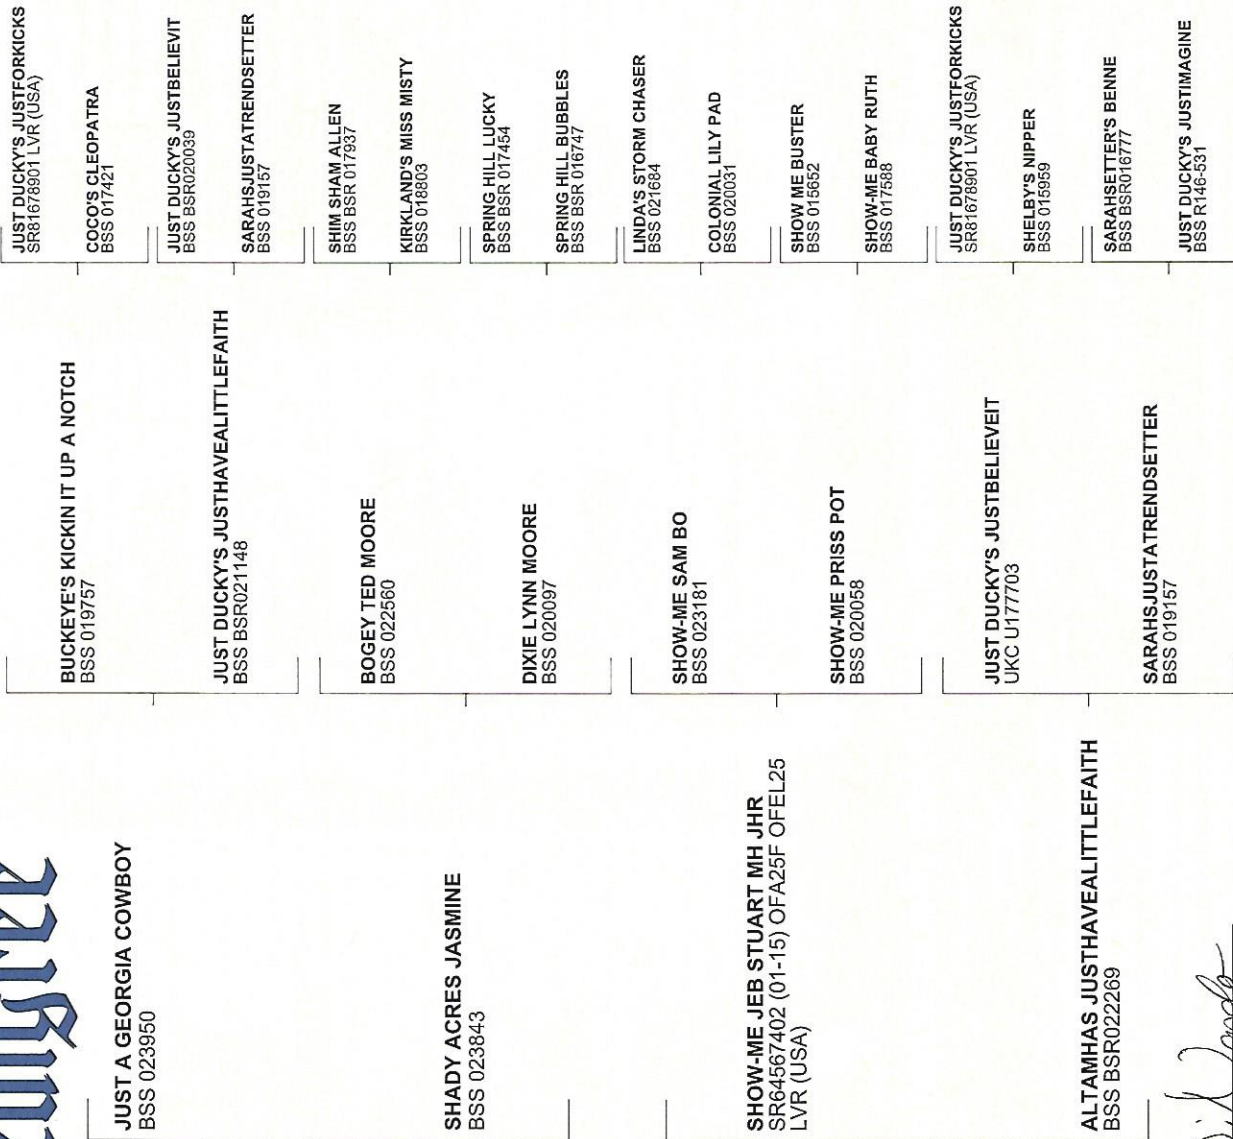 JUST A GEORGIA COWBOY
BSS 023950
SHADY ACRES JASMINE
BSS 023843
SHOW-ME JEB STUART MH JHR
SR64567402 (01-15) OFA25F OFEL25
LVR (USA)
ALTAMHAS JUSTHAVEALITTLEFAITH
BSS BSR022269
BUCKEYE'S KICKIN IT UP A NOTCH
BSS 019757
JUST DUCKY'S JUSTHAVEALITTLEFAITH
BSS BSR021148
BOGEY TED MOORE
BSS 022560
DIXIE LYNN MOORE
BSS 020097
SHOW-ME SAM BO
BSS 023181
SHOW-ME PRISS POT
BSS 020058
JUST DUCKY'S JUSTBELIEVEIT
UKC U177703
SARAHSJUSTATRENDSETTER
BSS 019157
JUST DUCKY'S JUSTFORKICKS
SR81678901 LVR (USA)
COCO'S CLEOPATRA
BSS 017421
JUST DUCKY'S JUSTBELIEVIT
BSS BSR020039
SARAHSJUSTATRENDSETTER
BSS 019157
SHIM SHAM ALLEN
BSS BSR 017937
KIRKLAND'S MISS MISTY
BSS 018803
SPRING HILL LUCKY
BSS BSR 017454
SPRING HILL BUBBLES
BSS BSR 016747
LINDA'S STORM CHASER
BSS 021684
COLONIAL LILY PAD
BSS 020031
SHOW ME BUSTER
BSS 015652
SHOW-ME BABY RUTH
BSS 017588
JUST DUCKY'S JUSTFORKICKS
SR81678901 LVR (USA)
SHELBY'S NIPPER
BSS 015959
SARAHSETTER'S BENNE
BSS BSR016777
JUST DUCKY'S JUSTIMAGINE
BSS R146-531